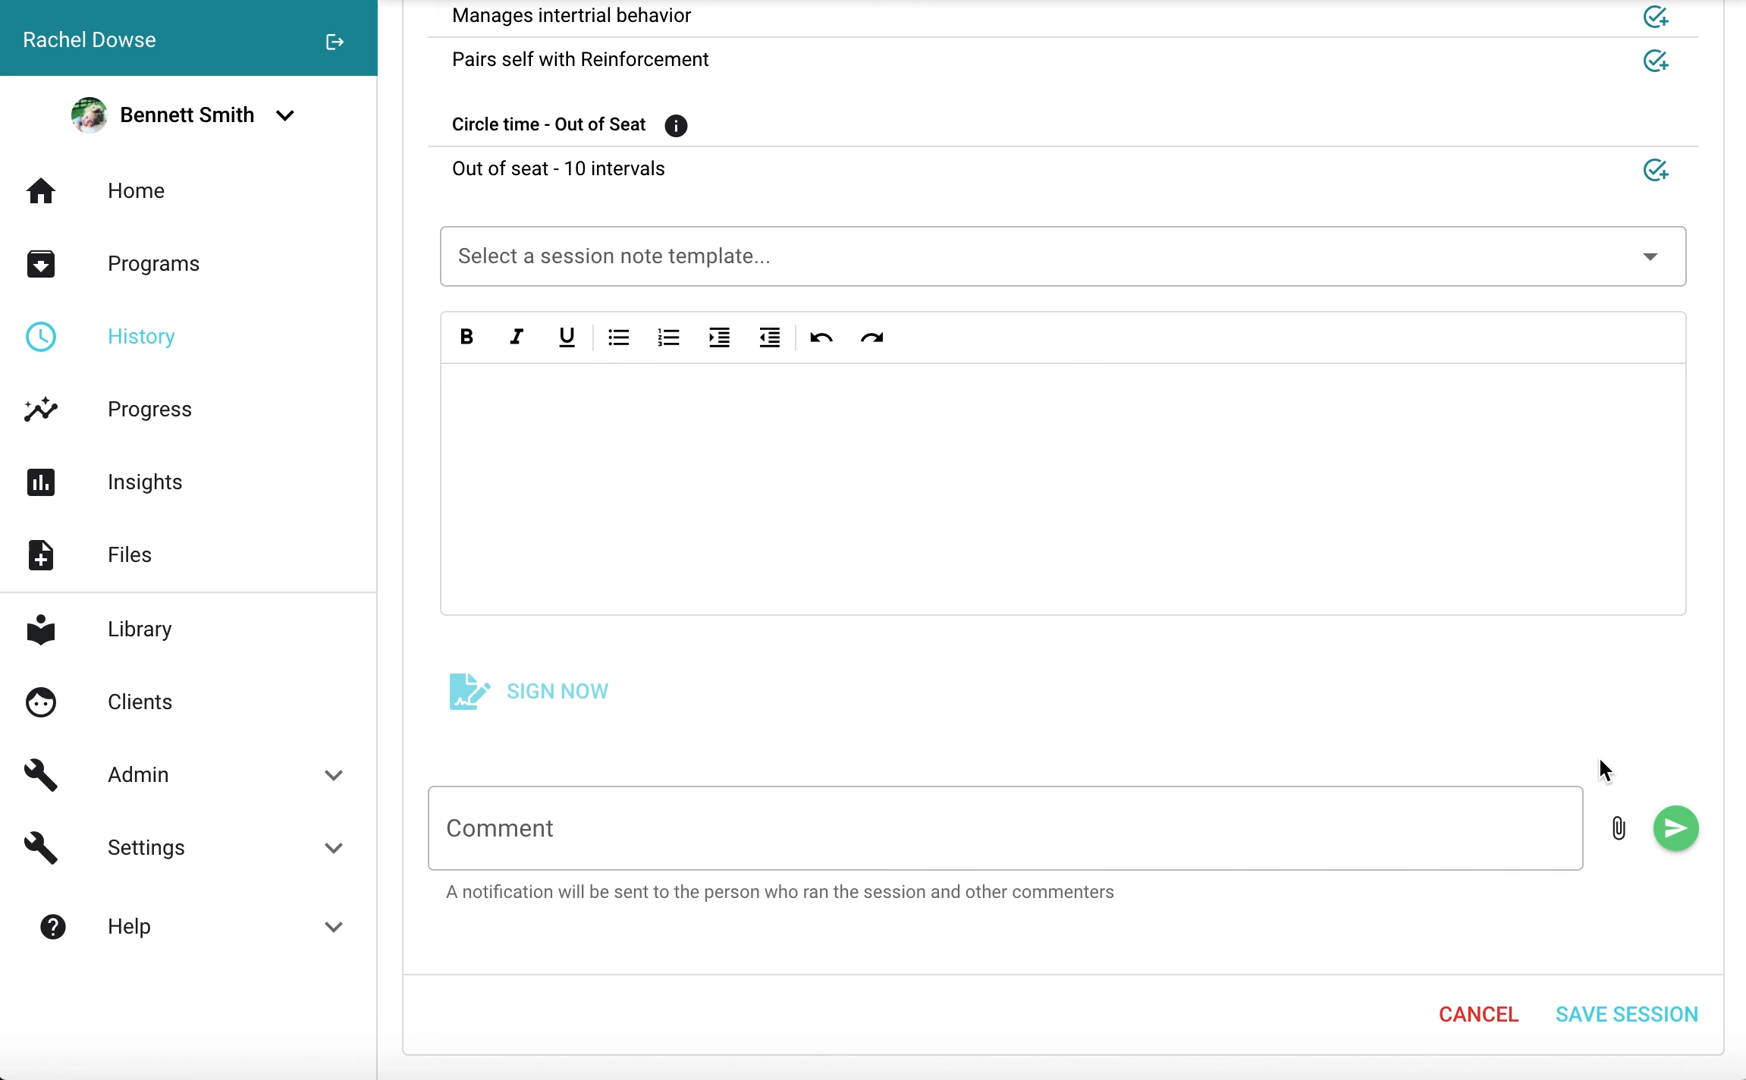 Rachel Dowse
Bennett Smith
Home
Programs
History
Progress
Insights
Files
Library
Clients
Admin
Settings
Help
Manages intertrial behavior
Pairs self with Reinforcement
Circle time - Out of Seat
Out of seat - 10 intervals
Select a session note template...
B I U
SIGN NOW
Comment
A notification will be sent to the person who ran the session and other commenters
CANCEL SAVE SESSION